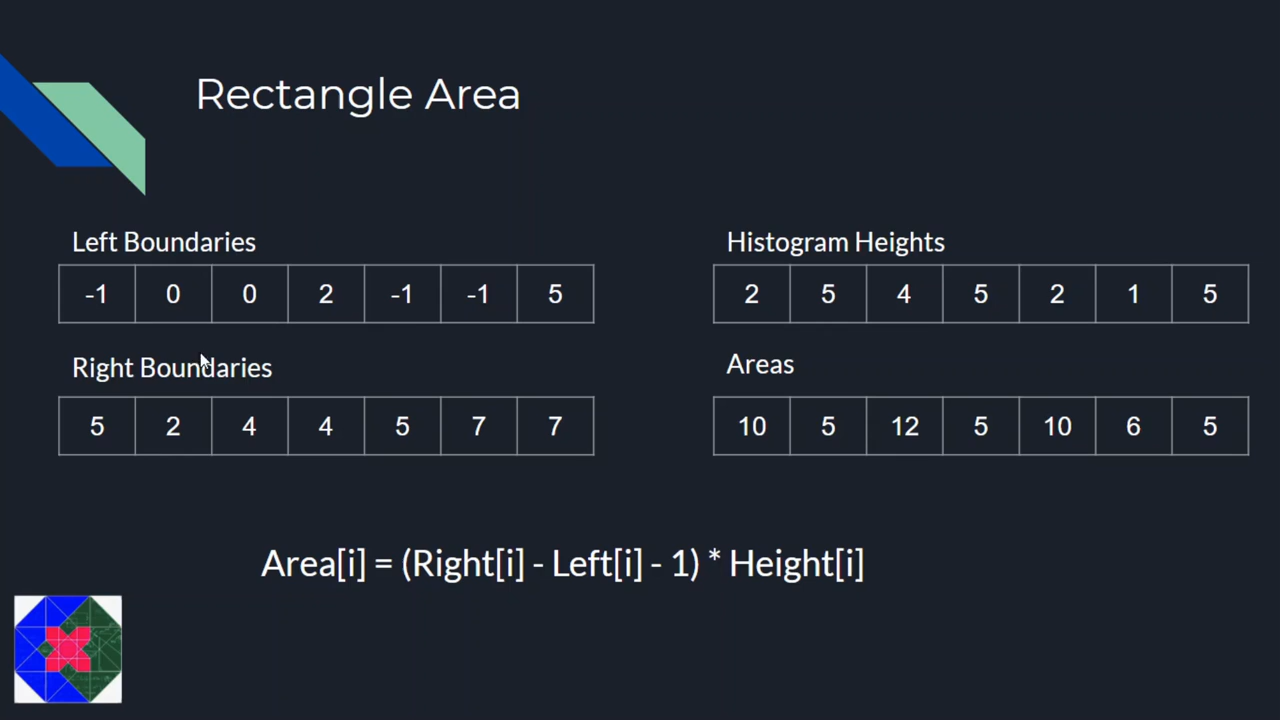 Rectangle Area
Left Boundaries
-1 0 0 2 -1 -1 5
Right Boundaries
5 2 4 4 5 7 7
Histogram Heights
2 5 4 5 2 1 5
Areas
10 5 12 5 10 6 5
Area[i] = (Right[i] - Left[i] - 1) * Height[i]